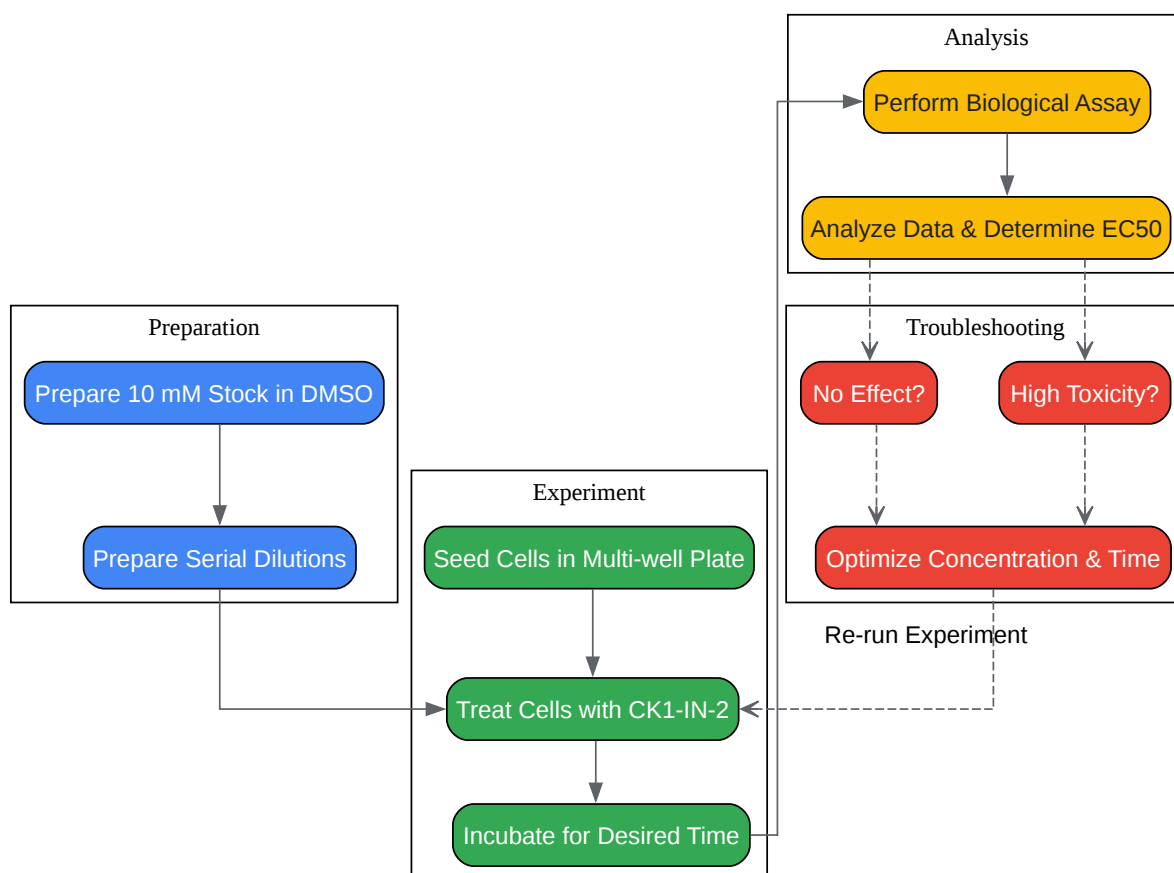 Preparation
Prepare 10 mM Stock in DMSO
Prepare Serial Dilutions
Experiment
Seed Cells in Multi-well Plate
Treat Cells with CK1-IN-2
Incubate for Desired Time
Analysis
Perform Biological Assay
Analyze Data & Determine EC50
Troubleshooting
No Effect?
High Toxicity?
Optimize Concentration & Time
Re-run Experiment